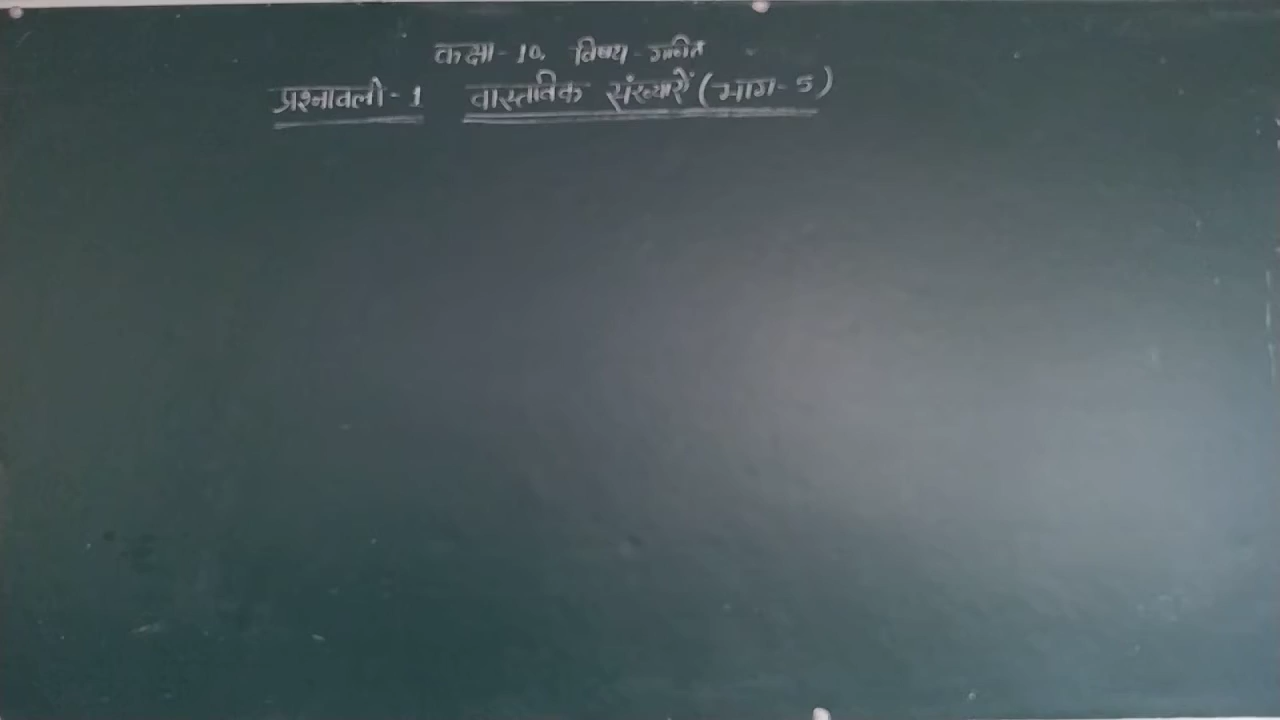 कक्षा - 10, विषय - गणित
प्रश्नावली - 1 वास्तविक संख्याऐं (भाग - 5)